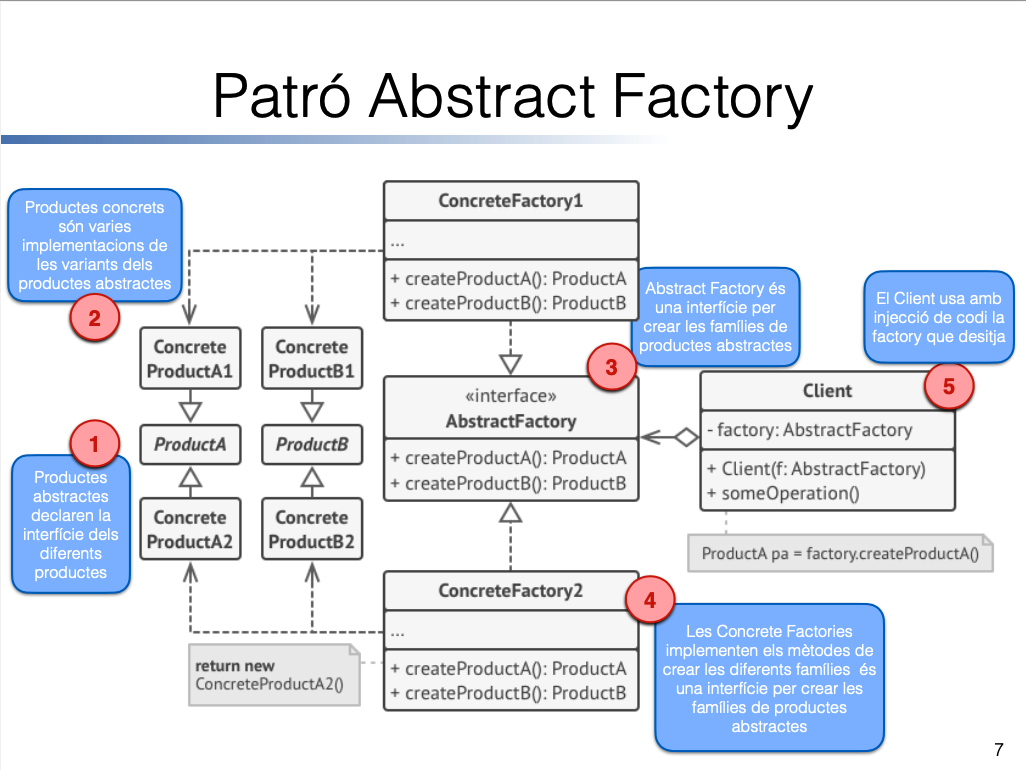 Patró Abstract Factory
Productes concrets
són varies
implementacions de
les variants dels
productes abstractes
2
ConcreteFactory1
...
+ createProductA(): ProductA
+ createProductB(): ProductB
Abstract Factory és
una interfície per
crear les famílies de
productes abstractes
3
El Client usa amb
injecció de codi la
factory que desitja
5
Concrete
ProductA1
Concrete
ProductB1
«interface»
AbstractFactory
+ createProductA(): ProductA
+ createProductB(): ProductB
Client
- factory: AbstractFactory
+ Client(f: AbstractFactory)
+ someOperation()
ProductA pa = factory.createProductA()
1
Productes
abstractes
declaren la
interfície dels
diferents
productes
ProductA
ProductB
Concrete
ProductA2
Concrete
ProductB2
ConcreteFactory2
...
+ createProductA(): ProductA
+ createProductB(): ProductB
return new
ConcreteProductA2()
4
Les Concrete Factories
implementen els mètodes de
crear les diferents famílies és
una interfície per crear les
famílies de productes
abstractes
7